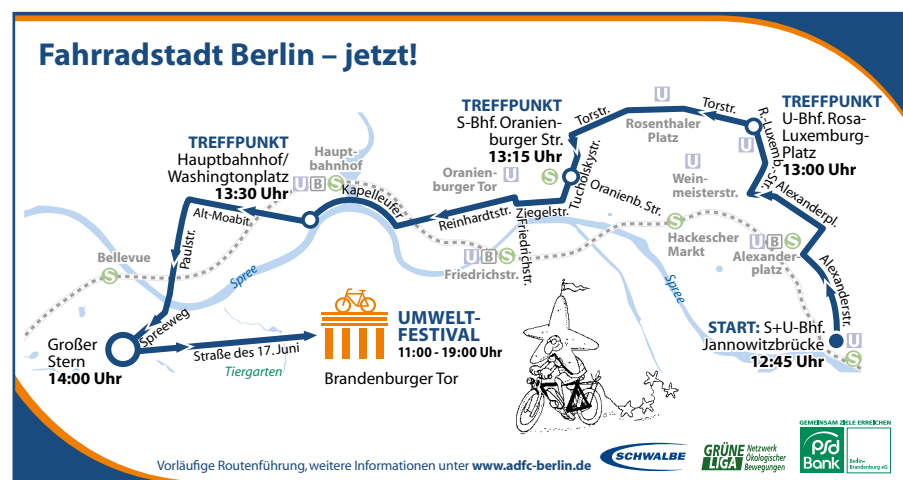 Fahrradstadt Berlin – jetzt!
TREFFPUNKT
Hauptbahnhof/
Washingtonplatz
13:30 Uhr
TREFFPUNKT
S-Bhf. Oranien-
burger Str.
13:15 Uhr
TREFFPUNKT
U-Bhf. Rosa-
Luxemburg-
Platz
13:00 Uhr
START: S+U-Bhf.
Jannowitzbrücke
12:45 Uhr
Großer
Stern
14:00 Uhr
UMWELT-
FESTIVAL
11:00 - 19:00 Uhr
Brandenburger Tor
Haupt-
bahnhof
U B S
Oranien-
burger Tor
U
S
U
Rosenthaler
Platz
U
U
Wein-
meisterstr.
S
Hackescher
Markt
U B S
Alexander-
platz
U B S
Friedrichstr.
Bellevue
S
U
S
Alexanderstr.
Alexanderpl.
R.-Luxemb.-Str.
Torstr.
Torstr.
Tucholskystr.
Oranienb. Str.
Ziegelstr.
Friedrichstr.
Reinhardtstr.
Kapelleufer
Alt-Moabit
Paulstr.
Spreeweg
Straße des 17. Juni
Tiergarten
Spree
Spree
Vorläufige Routenführung, weitere Informationen unter www.adfc-berlin.de
SCHWALBE
GRÜNE
LIGA
Netzwerk
Ökologischer
Bewegungen
GEMEINSAM ZIELE ERREICHEN
PSD
Bank
Berlin-
Brandenburg eG